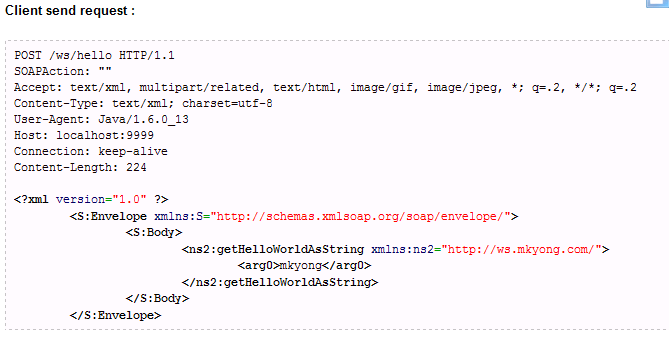 Client send request :
POST /ws/hello HTTP/1.1
SOAPAction: ""
Accept: text/xml, multipart/related, text/html, image/gif, image/jpeg, *; q=.2, */*; q=.2
Content-Type: text/xml; charset=utf-8
User-Agent: Java/1.6.0_13
Host: localhost:9999
Connection: keep-alive
Content-Length: 224
<?xml version="1.0" ?>
<S:Envelope xmlns:S="http://schemas.xmlsoap.org/soap/envelope/">
<S:Body>
<ns2:getHelloWorldAsString xmlns:ns2="http://ws.mkyong.com/">
<arg0>mkyong</arg0>
</ns2:getHelloWorldAsString>
</S:Body>
</S:Envelope>